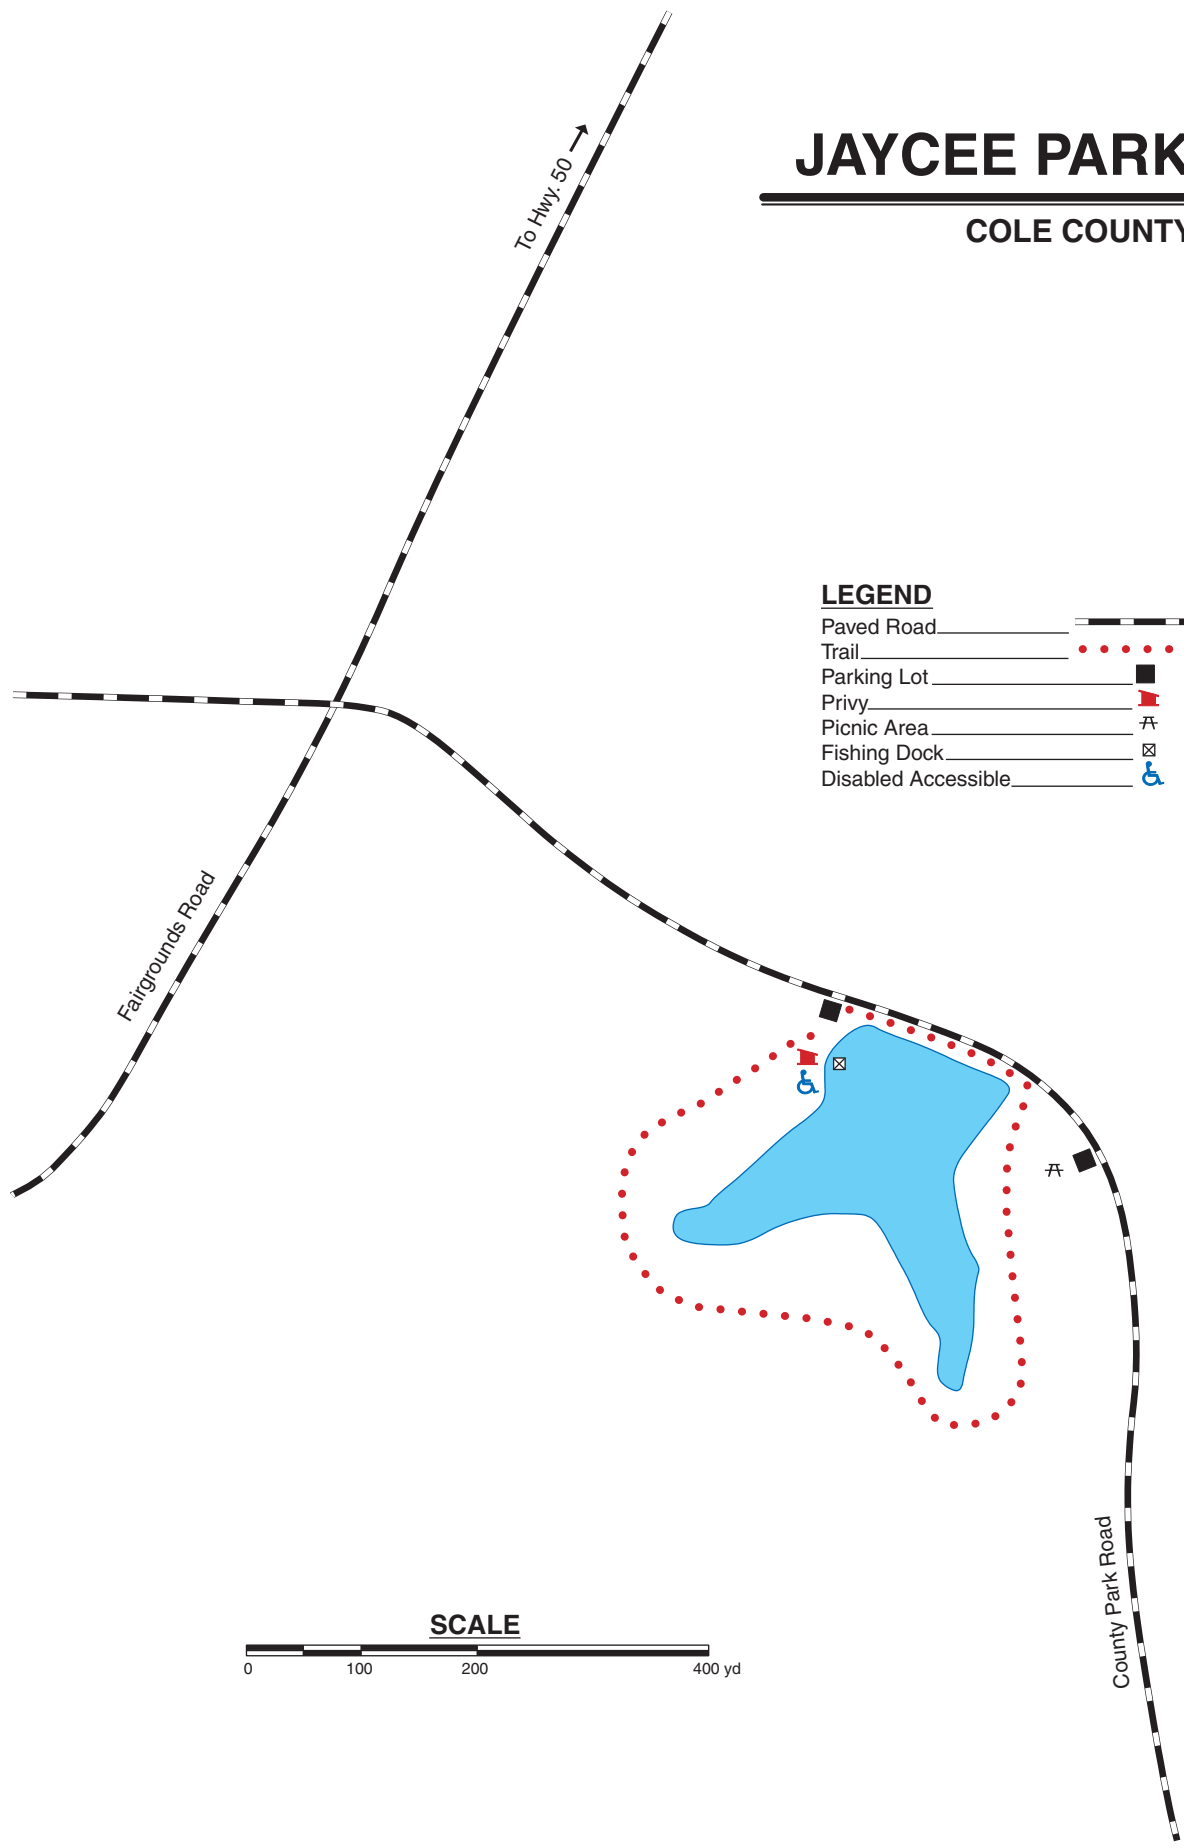 JAYCEE PARK
COLE COUNTY
To Hwy. 50
LEGEND
Paved Road
Trail
Parking Lot
Privy
Picnic Area
Fishing Dock
Disabled Accessible
Fairgrounds Road
County Park Road
SCALE
0 100 200 400 yd